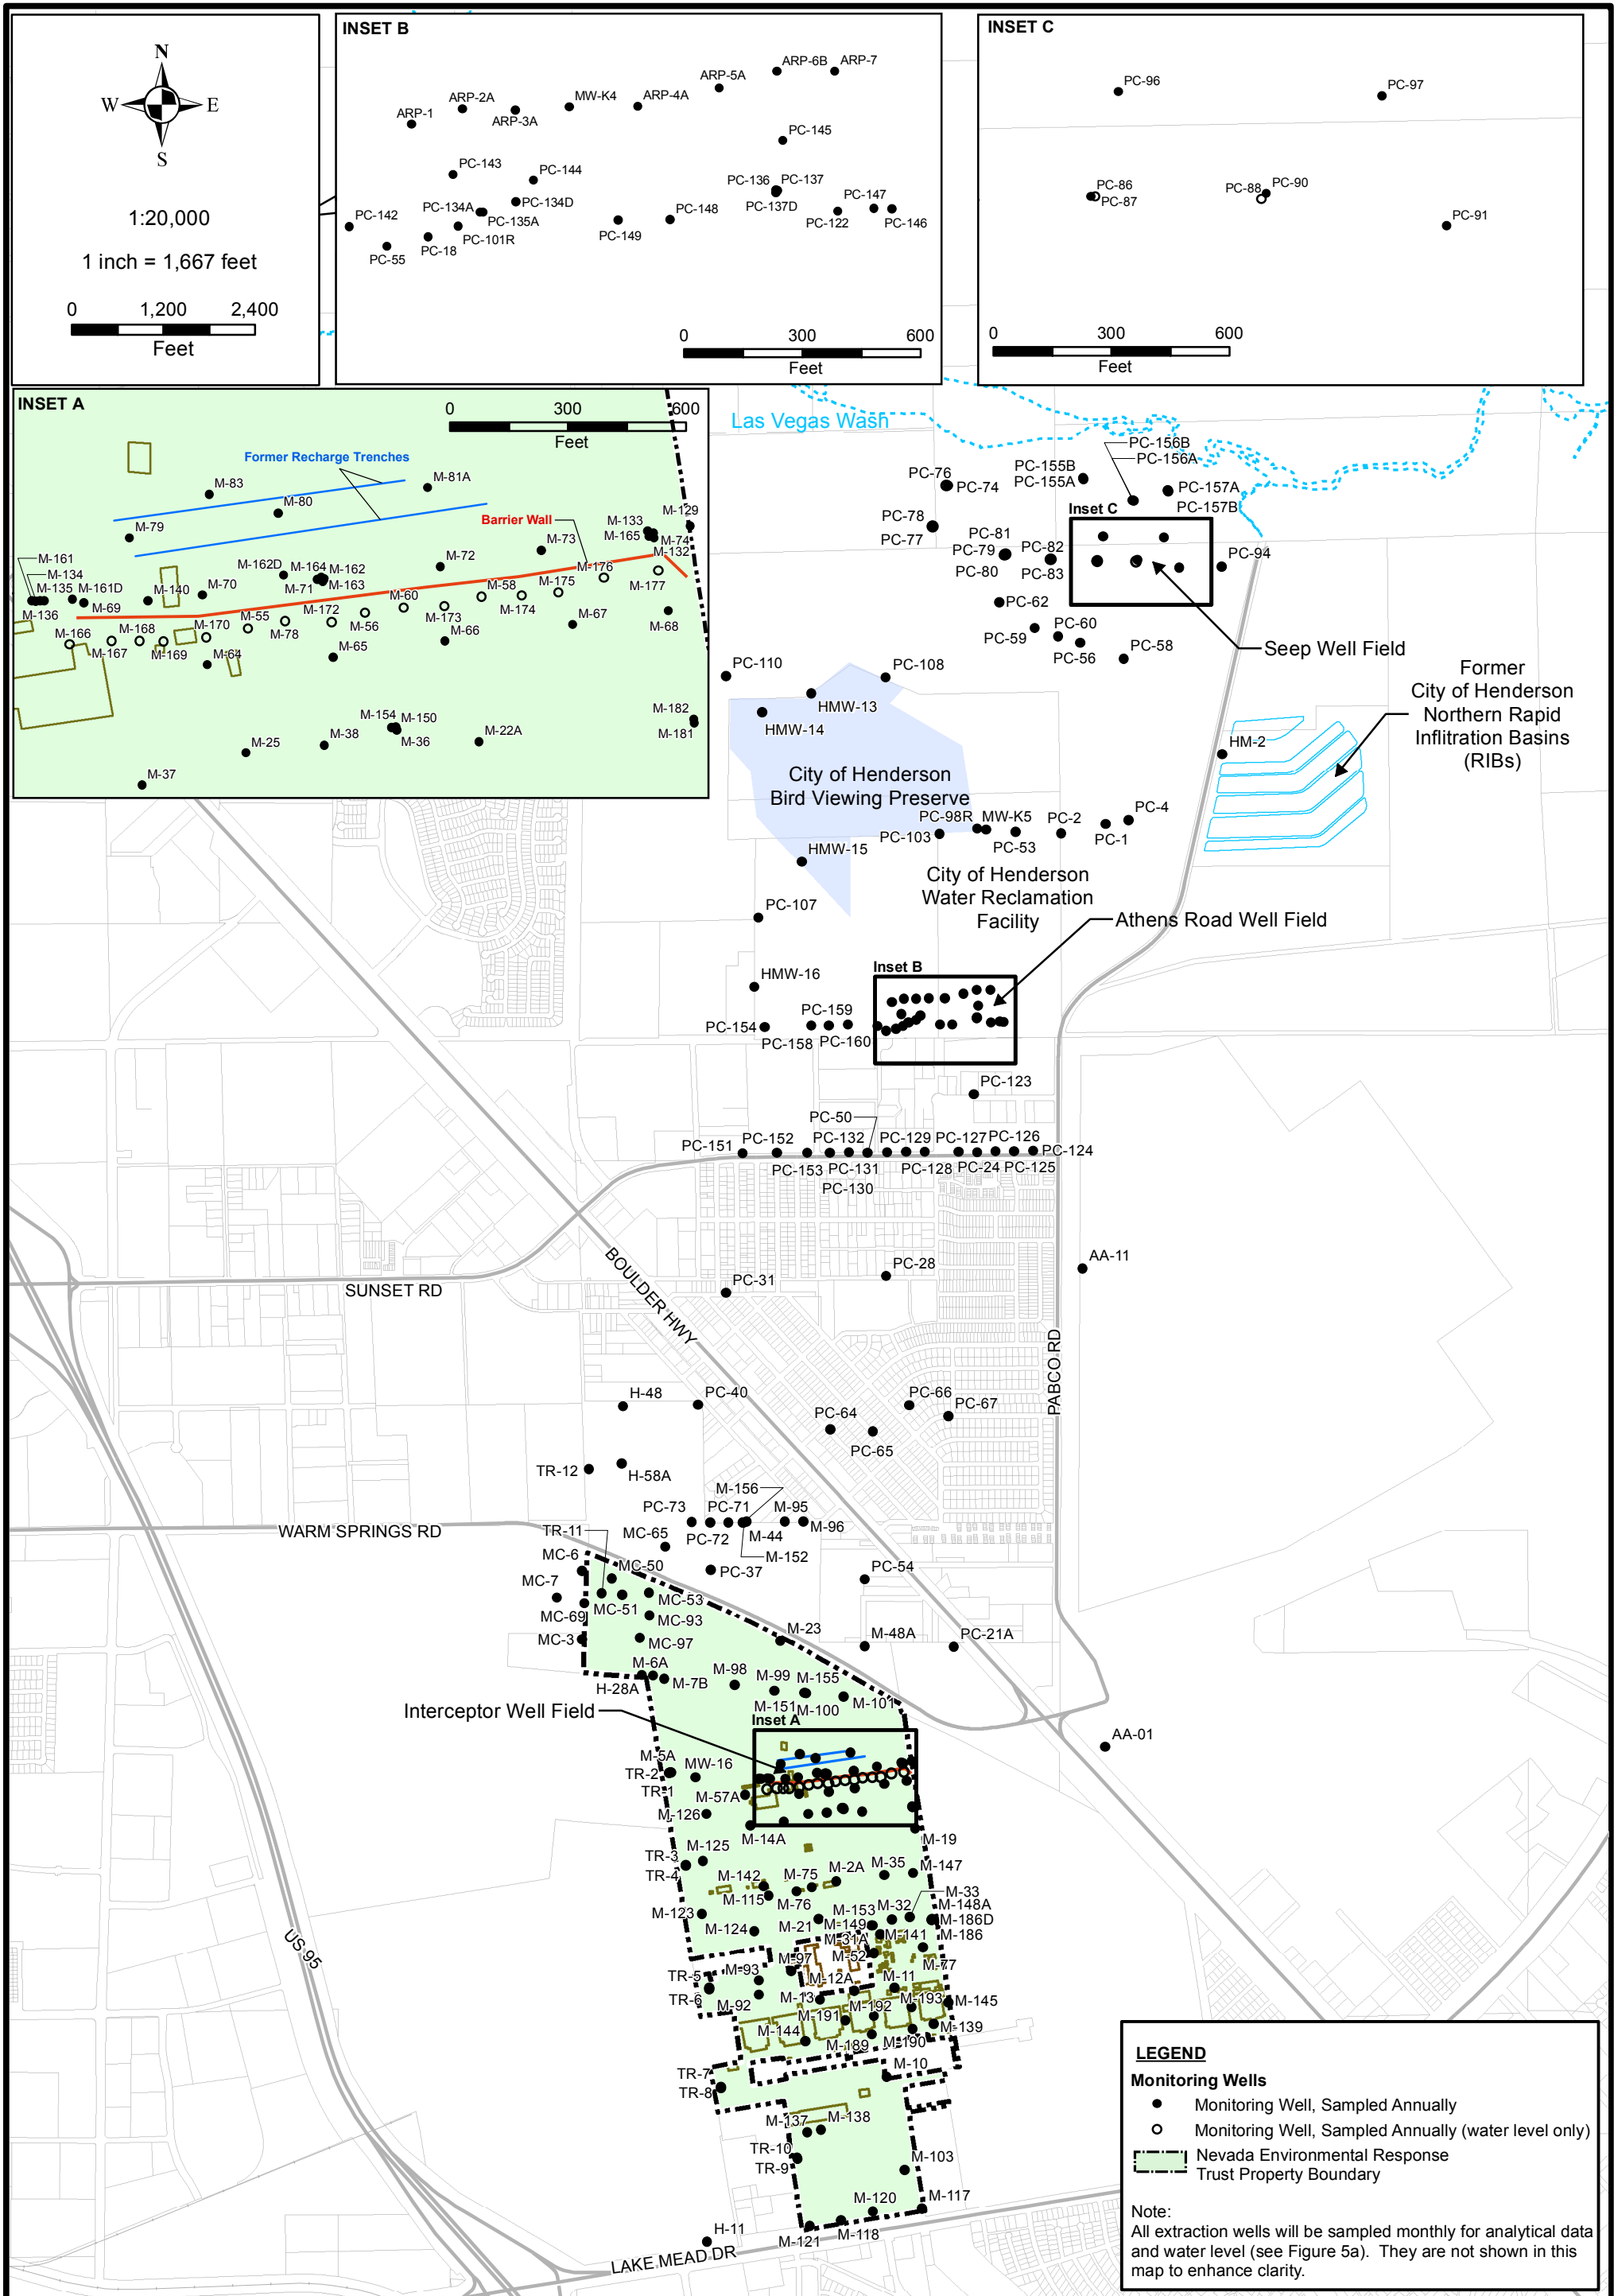 N
W
E
S
1:20,000
1 inch = 1,667 feet
0 1,200 2,400
Feet
INSET B
ARP-6B
ARP-7
ARP-5A
ARP-2A
MW-K4
ARP-4A
ARP-1
ARP-3A
PC-145
PC-143
PC-144
PC-136
PC-137
PC-134A
PC-134D
PC-137D
PC-147
PC-142
PC-135A
PC-148
PC-101R
PC-149
PC-122
PC-146
PC-55
PC-18
0 300 600
Feet
INSET C
PC-96
PC-97
PC-86
PC-87
PC-88
PC-90
PC-91
0 300 600
Feet
INSET A
0 300 600
Feet
Former Recharge Trenches
M-83
M-81A
M-80
M-79
Barrier Wall
M-133
M-129
M-165
M-74
M-73
M-132
M-161
M-134
M-135
M-161D
M-162D
M-164
M-162
M-72
M-176
M-136
M-69
M-140
M-70
M-71
M-163
M-58
M-175
M-177
M-60
M-174
M-172
M-173
M-55
M-56
M-67
M-68
M-170
M-78
M-166
M-168
M-66
M-167
M-169
M-64
M-65
M-154
M-150
M-182
M-36
M-22A
M-181
M-25
M-38
M-37
Las Vegas Wash
PC-156B
PC-156A
PC-76
PC-74
PC-155B
PC-155A
PC-157A
PC-157B
Inset C
PC-78
PC-77
PC-81
PC-79
PC-80
PC-82
PC-83
PC-94
PC-62
PC-59
PC-60
PC-56
PC-58
Seep Well Field
PC-110
PC-108
HMW-13
HMW-14
Former
City of Henderson
Northern Rapid
Inflitration Basins
(RIBs)
HM-2
City of Henderson
Bird Viewing Preserve
PC-98R
MW-K5
PC-2
PC-4
PC-103
PC-53
PC-1
HMW-15
City of Henderson
Water Reclamation
Facility
PC-107
Athens Road Well Field
Inset B
HMW-16
PC-159
PC-154
PC-158
PC-160
PC-123
PC-50
PC-151
PC-152
PC-132
PC-129
PC-127
PC-126
PC-124
PC-153
PC-131
PC-128
PC-24
PC-125
PC-130
BOULDER HWY
SUNSET RD
PC-31
PC-28
AA-11
PABCO RD
H-48
PC-40
PC-66
PC-67
PC-64
PC-65
TR-12
H-58A
M-156
PC-73
PC-71
M-95
WARM SPRINGS RD
TR-11
MC-65
PC-72
M-44
M-96
M-152
MC-6
MC-50
PC-37
PC-54
MC-7
MC-53
MC-69
MC-51
MC-93
MC-3
MC-97
M-23
M-48A
PC-21A
M-6A
H-28A
M-7B
M-98
M-99
M-155
M-151
M-100
M-101
Interceptor Well Field
Inset A
AA-01
M-5A
TR-2
MW-16
TR-1
M-57A
M-126
M-14A
M-19
M-125
TR-3
TR-4
M-142
M-75
M-2A
M-35
M-147
M-115
M-76
M-33
M-123
M-153
M-32
M-148A
M-124
M-21
M-149
M-186D
M-31A
M-141
M-186
M-97
M-52
M-77
TR-5
M-93
M-12A
M-11
TR-6
M-92
M-13
M-192
M-193
M-145
M-191
M-144
M-189
M-190
M-139
US 95
TR-7
TR-8
M-10
M-137
M-138
TR-10
TR-9
M-103
M-120
M-117
H-11
M-121
M-118
LAKE MEAD DR
LEGEND
Monitoring Wells
Monitoring Well, Sampled Annually
Monitoring Well, Sampled Annually (water level only)
Nevada Environmental Response
Trust Property Boundary
Note:
All extraction wells will be sampled monthly for analytical data
and water level (see Figure 5a). They are not shown in this
map to enhance clarity.